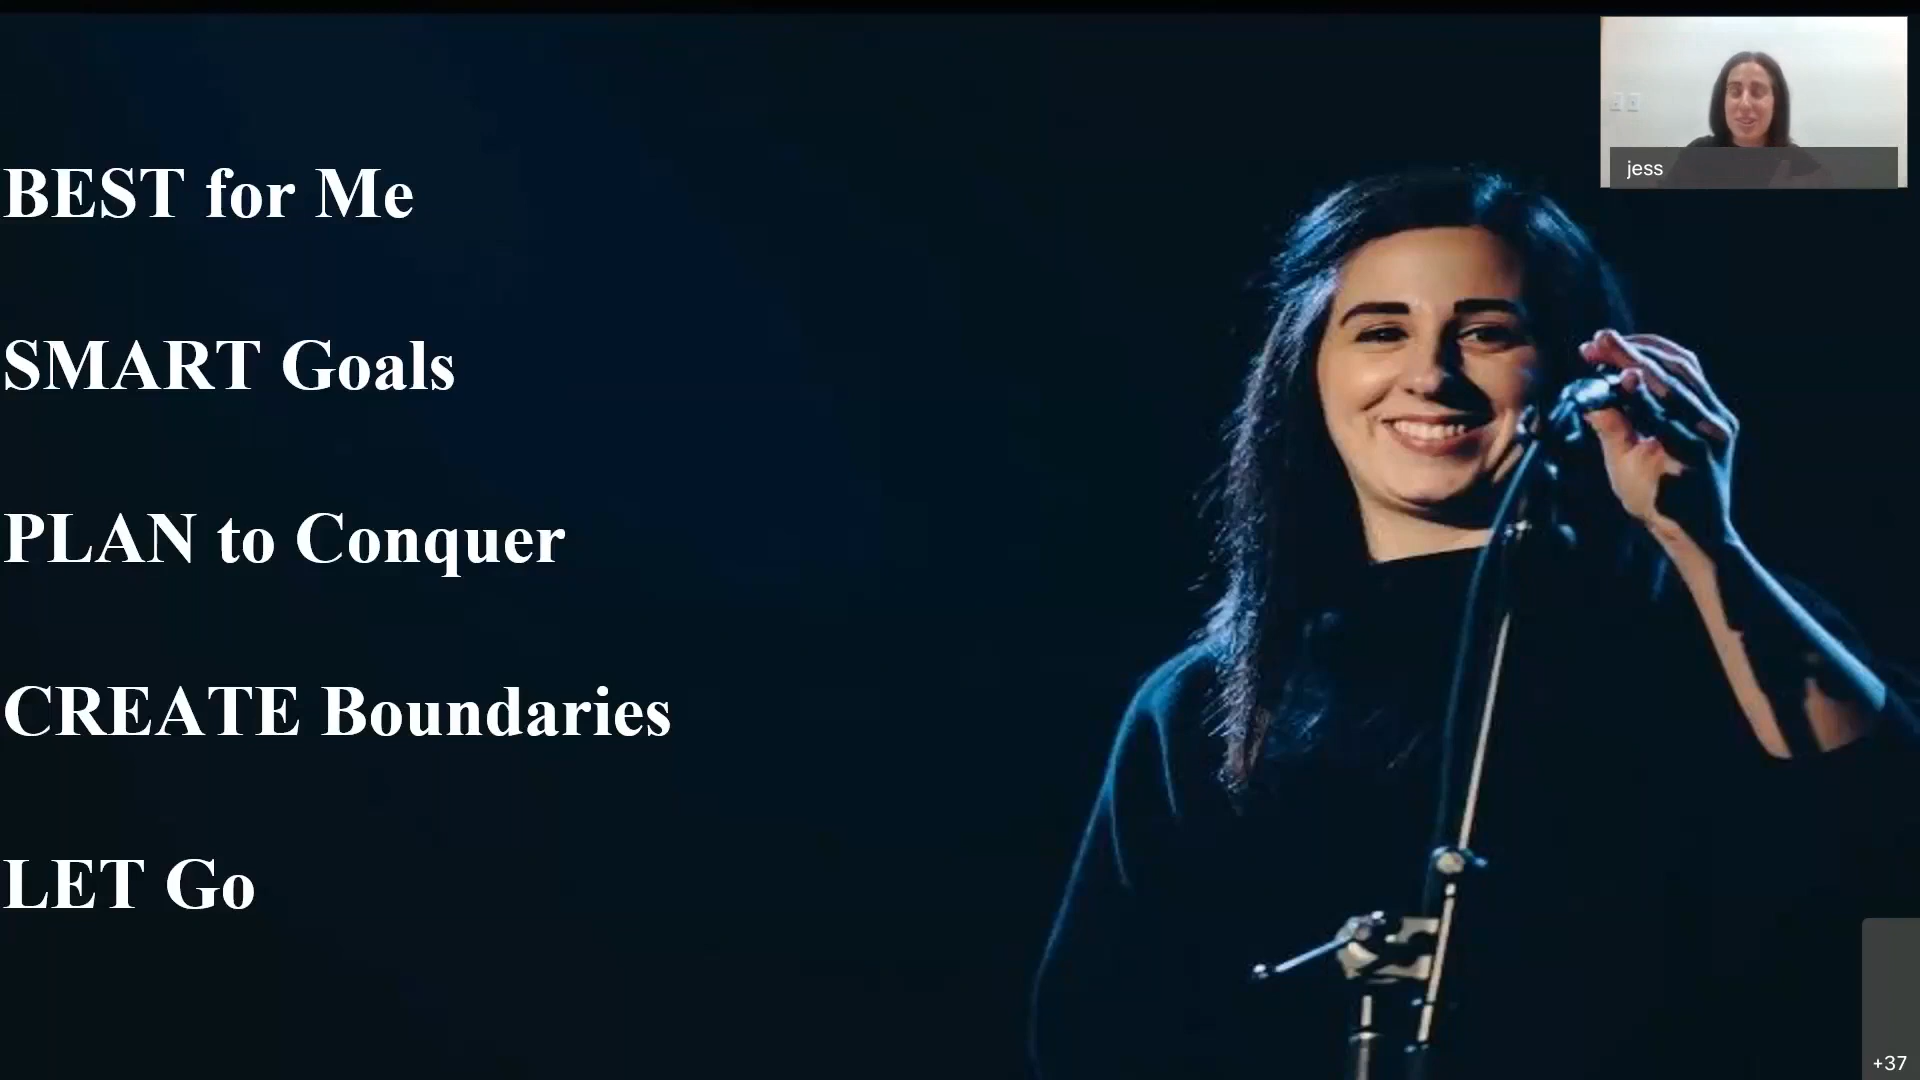 BEST for Me
SMART Goals
PLAN to Conquer
CREATE Boundaries
LET Go
jess
+37